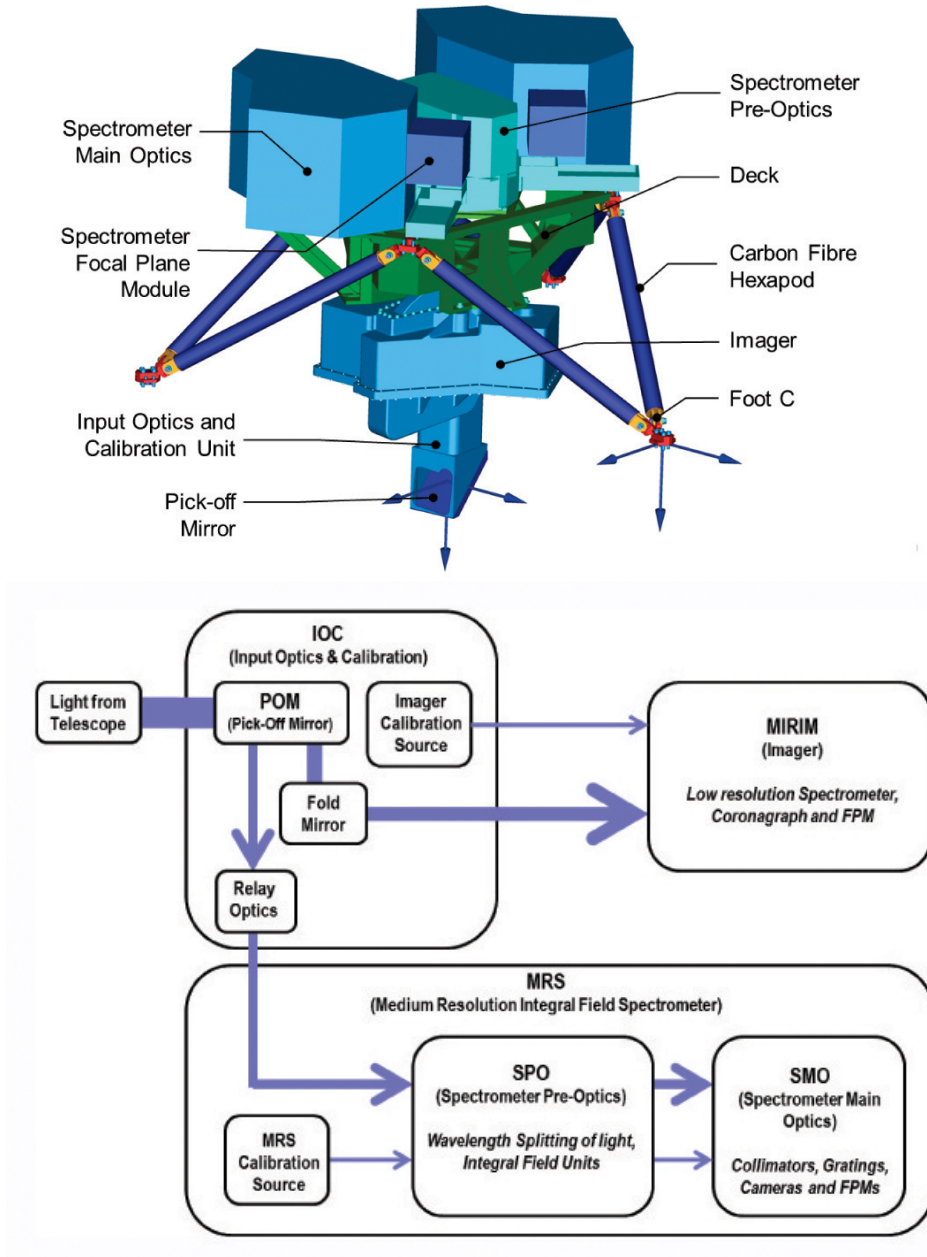 Spectrometer
Main Optics
Spectrometer
Focal Plane
Module
Input Optics and
Calibration Unit
Pick-off
Mirror
Spectrometer
Pre-Optics
Deck
Carbon Fibre
Hexapod
Imager
Foot C
IOC
(Input Optics & Calibration)
Light from
Telescope
POM
(Pick-Off Mirror)
Imager
Calibration
Source
Fold
Mirror
Relay
Optics
MIRIM
(Imager)
Low resolution Spectrometer,
Coronagraph and FPM
MRS
(Medium Resolution Integral Field Spectrometer)
MRS
Calibration
Source
SPO
(Spectrometer Pre-Optics)
Wavelength Splitting of light,
Integral Field Units
SMO
(Spectrometer Main
Optics)
Collimators, Gratings,
Cameras and FPMs